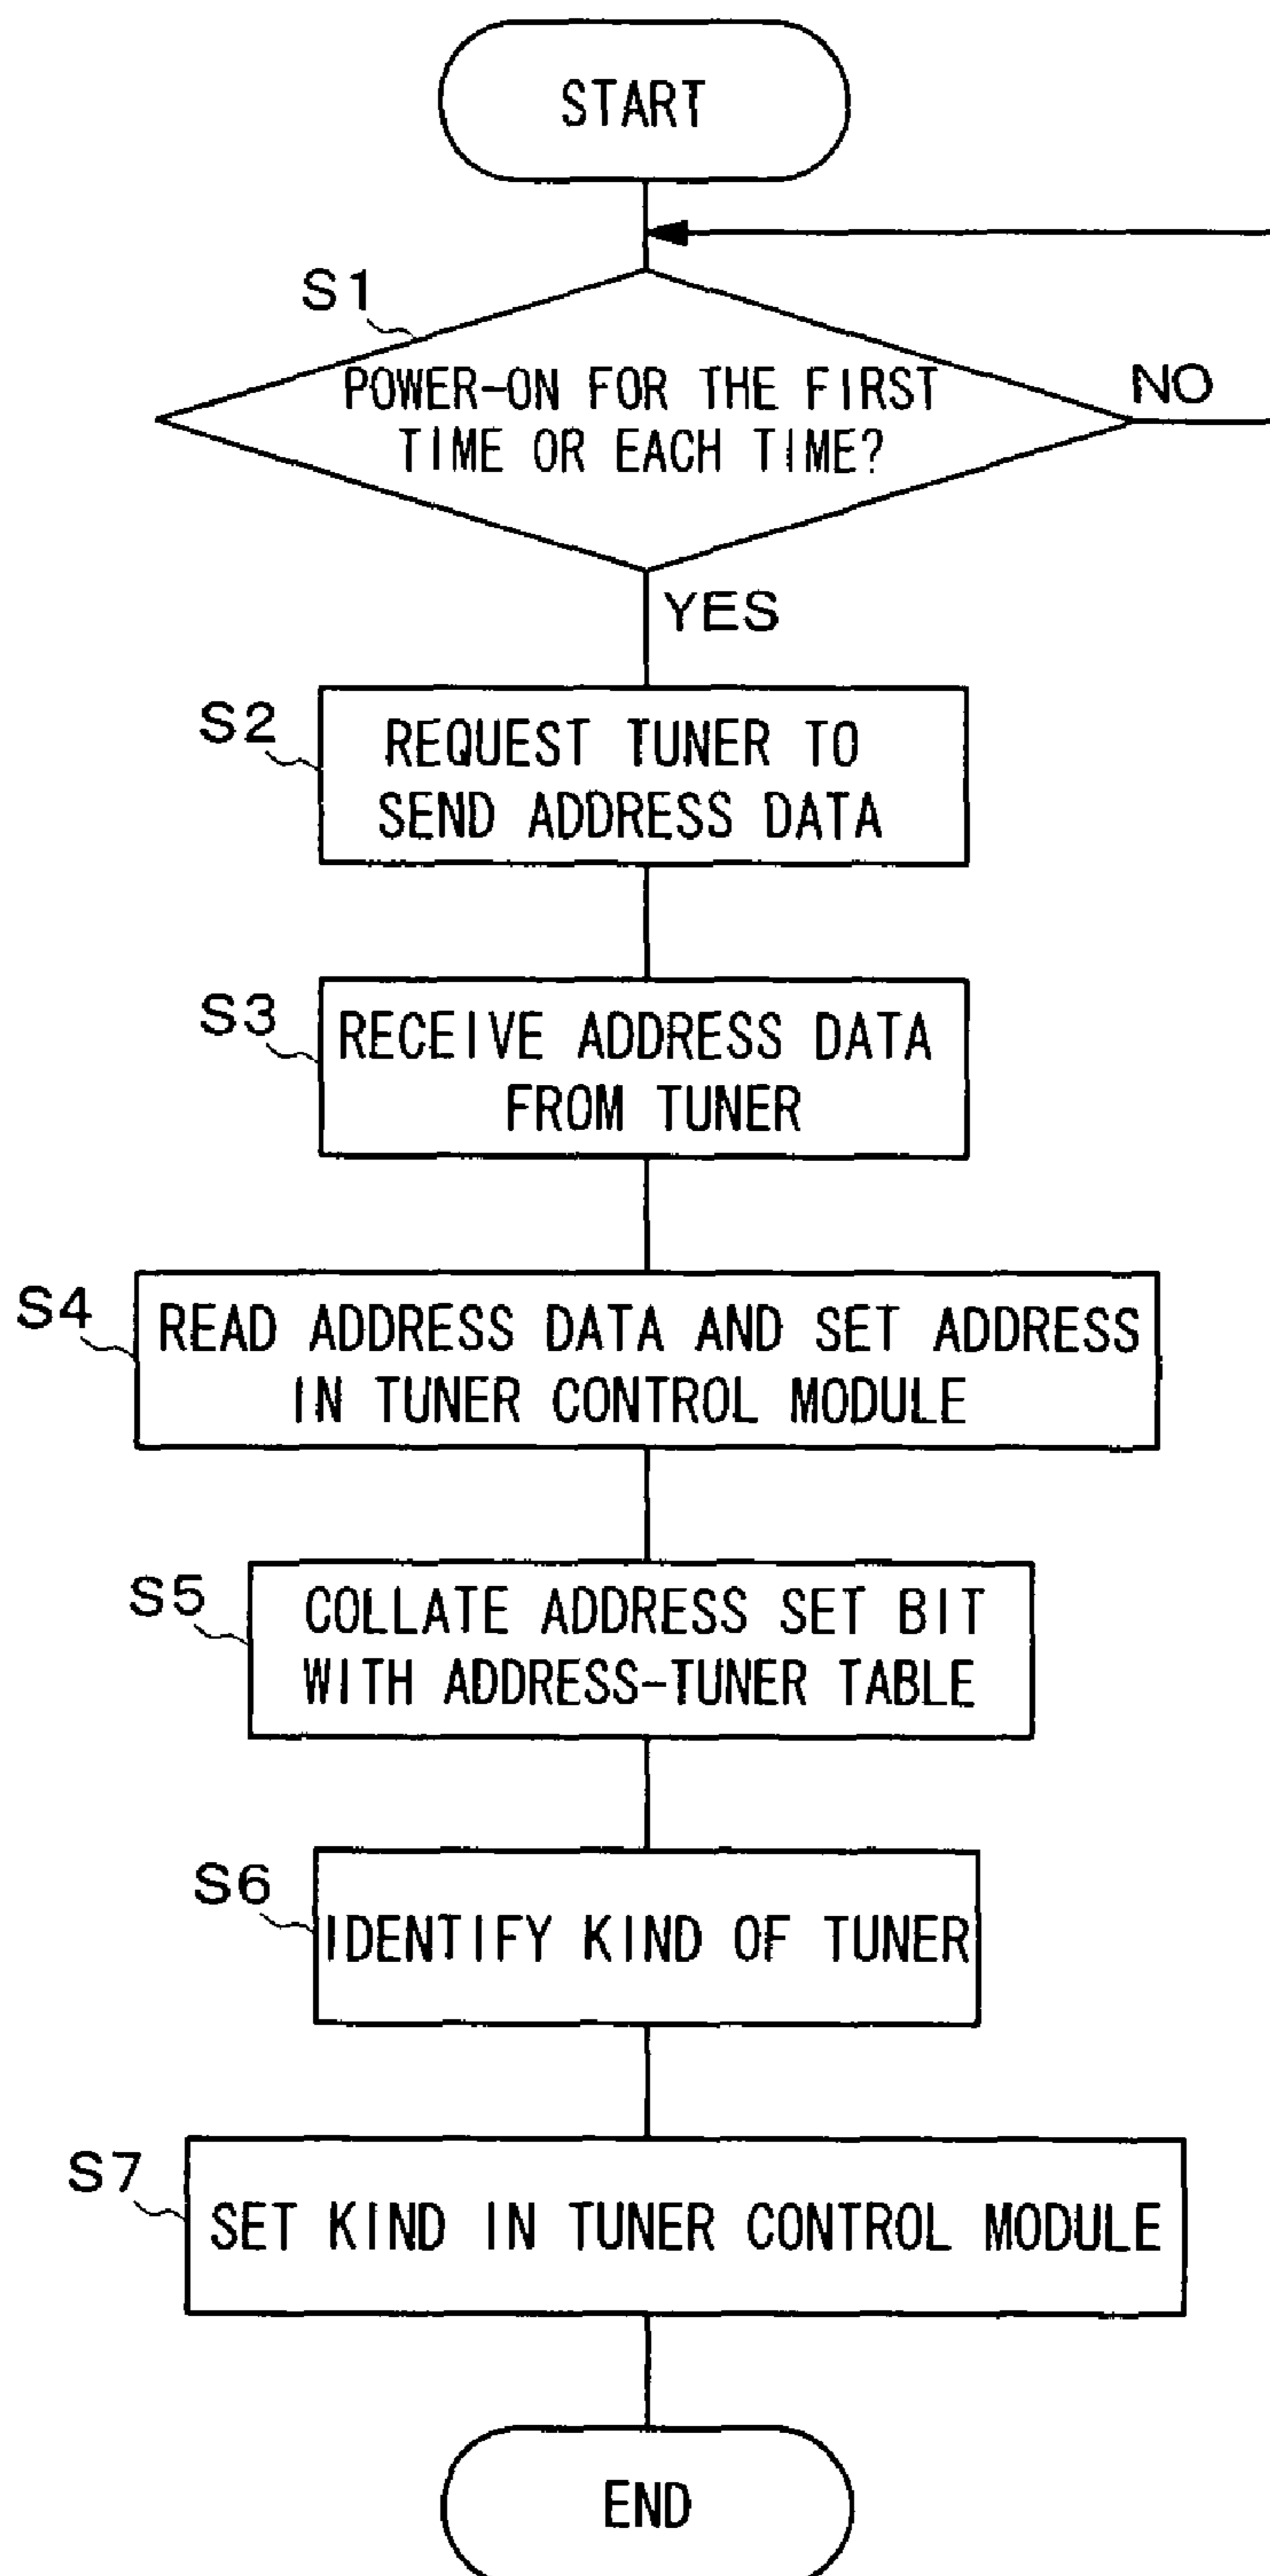 START
S1
POWER-ON FOR THE FIRST
TIME OR EACH TIME?
NO
YES
S2
REQUEST TUNER TO
SEND ADDRESS DATA
S3
RECEIVE ADDRESS DATA
FROM TUNER
S4
READ ADDRESS DATA AND SET ADDRESS
IN TUNER CONTROL MODULE
S5
COLLATE ADDRESS SET BIT
WITH ADDRESS-TUNER TABLE
S6
IDENTIFY KIND OF TUNER
S7
SET KIND IN TUNER CONTROL MODULE
END